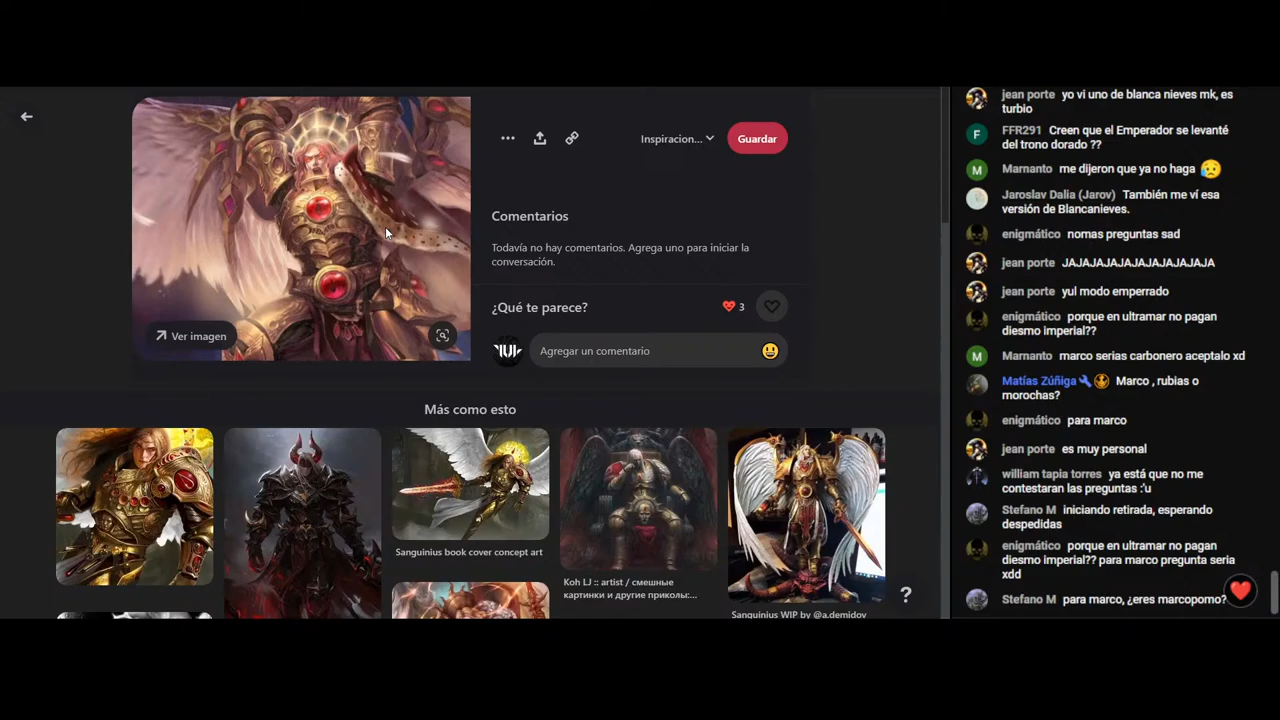 Inspiracion...
Guardar
Comentarios
Todavía no hay comentarios. Agrega uno para iniciar la
conversación.
¿Qué te parece?
3
Agregar un comentario
Ver imagen
Más como esto
Sanguinius book cover concept art
Koh LJ :: artist / смешные
картинки и другие приколы:...
Sanguinius WIP by @a.demidov
?
jean porte yo vi uno de blanca nieves mk, es
turbio
F FFR291 Creen que el Emperador se levanté
del trono dorado ??
M Marnanto me dijeron que ya no haga
Jaroslav Dalia (Jarov) También me ví esa
versión de Blancanieves.
enigmático nomas preguntas sad
jean porte JAJAJAJAJAJAJAJAJAJA
jean porte yul modo emperrado
enigmático porque en ultramar no pagan
diesmo imperial??
M Marnanto marco serias carbonero aceptalo xd
Matías Zúñiga Marco , rubias o
morochas?
enigmático para marco
jean porte es muy personal
william tapia torres ya está que no me
contestaran las preguntas :'u
Stefano M iniciando retirada, esperando
despedidas
enigmático porque en ultramar no pagan
diesmo imperial?? para marco pregunta seria
xdd
Stefano M para marco, ¿eres marcopomo?